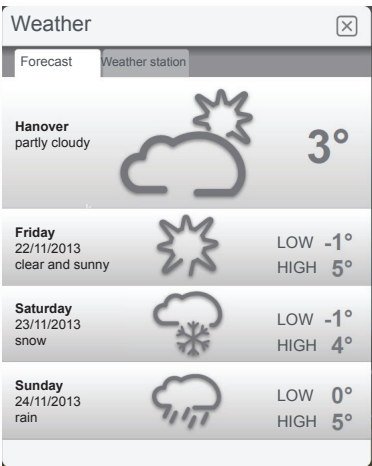 Weather
Forecast
Weather station
Hanover
partly cloudy
3°
Friday
22/11/2013
clear and sunny
LOW -1°
HIGH 5°
Saturday
23/11/2013
snow
LOW -1°
HIGH 4°
Sunday
24/11/2013
rain
LOW 0°
HIGH 5°